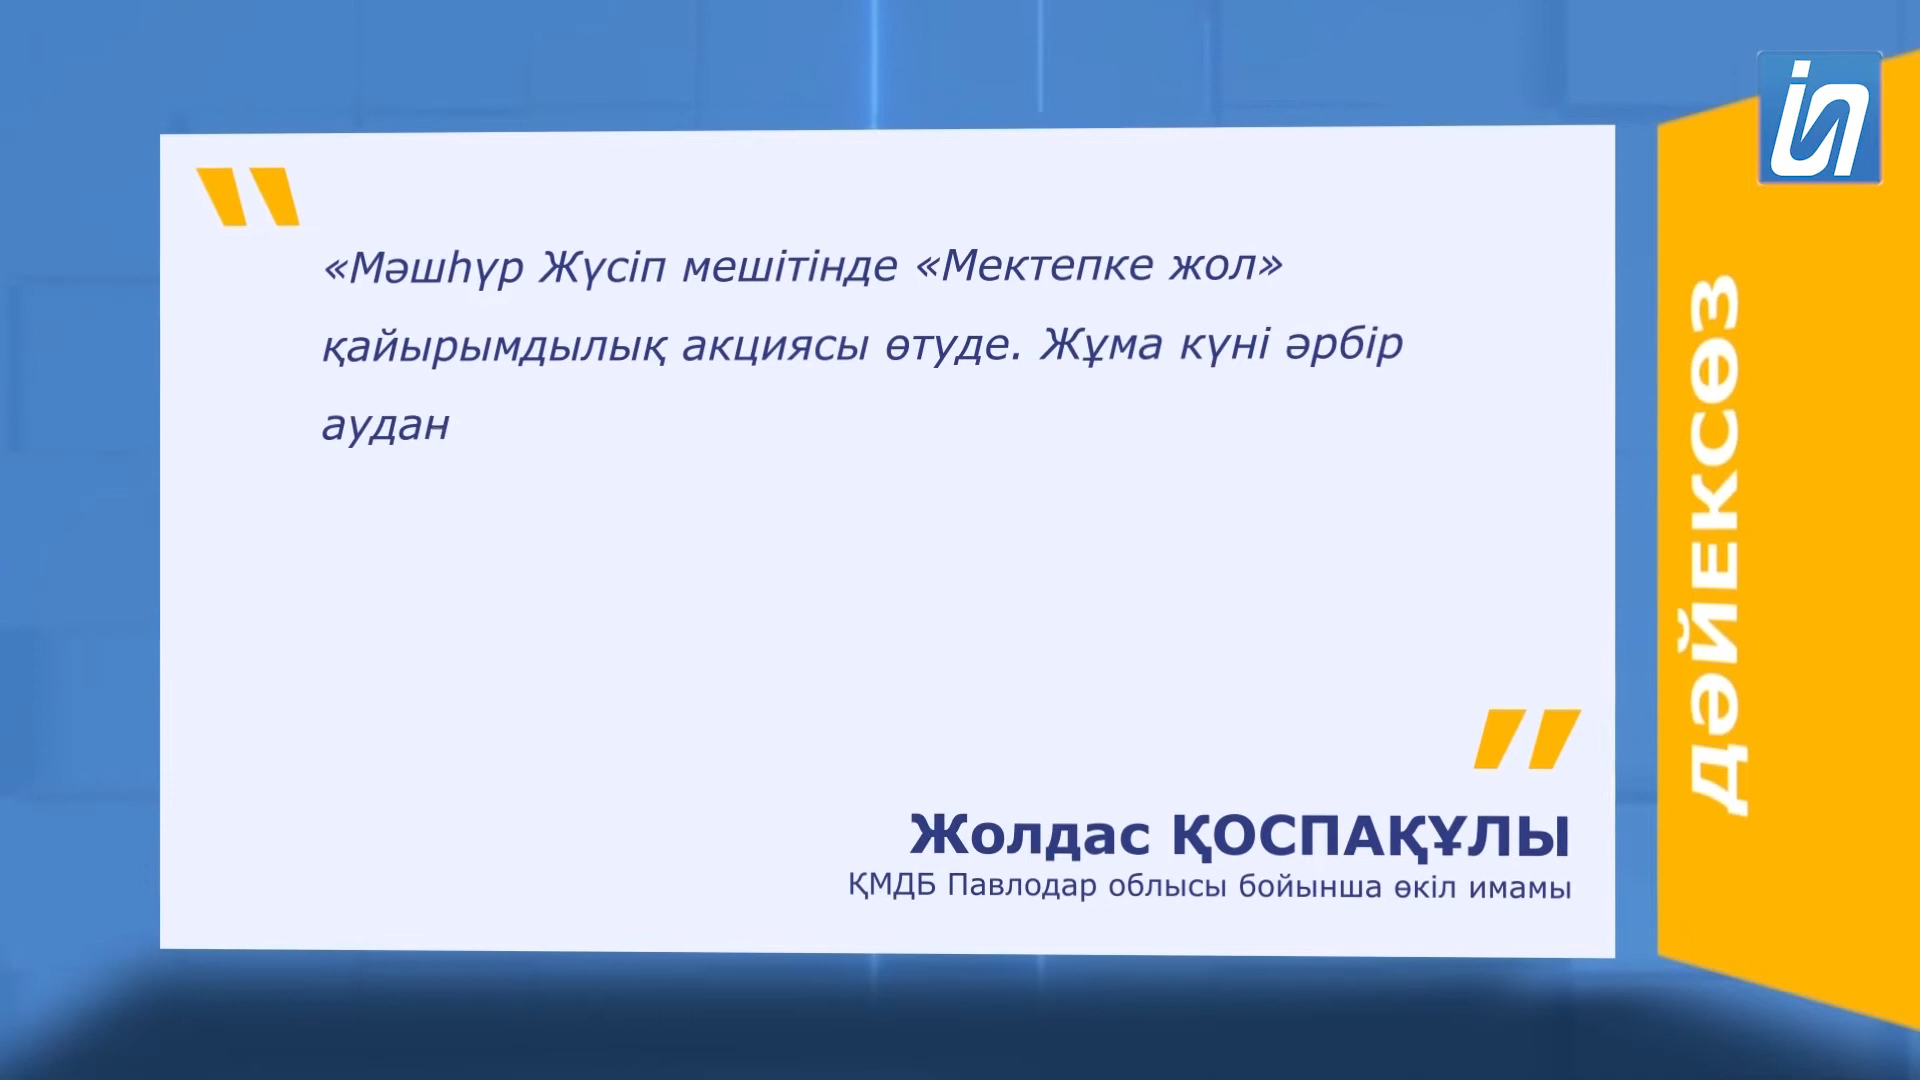 «Мәшһүр Жүсіп мешітінде «Мектепке жол»
қайырымдылық акциясы өтуде. Жұма күні әрбір
аудан
Жолдас ҚОСПАҚҰЛЫ
ҚМДБ Павлодар облысы бойынша өкіл имамы
ДӘЙЕКСӨЗ